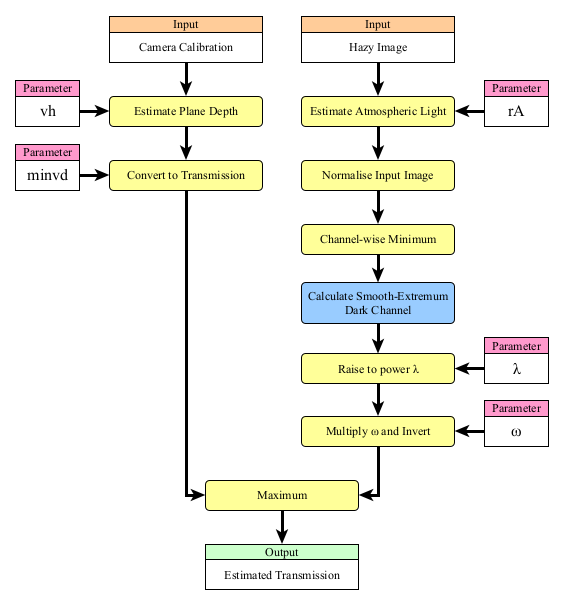 Input
Camera Calibration
Input
Hazy Image
Parameter
vh
Estimate Plane Depth
Estimate Atmospheric Light
Parameter
rA
Parameter
minvd
Convert to Transmission
Normalise Input Image
Channel-wise Minimum
Calculate Smooth-Extremum
Dark Channel
Raise to power λ
Parameter
λ
Multiply ω and Invert
Parameter
ω
Maximum
Output
Estimated Transmission